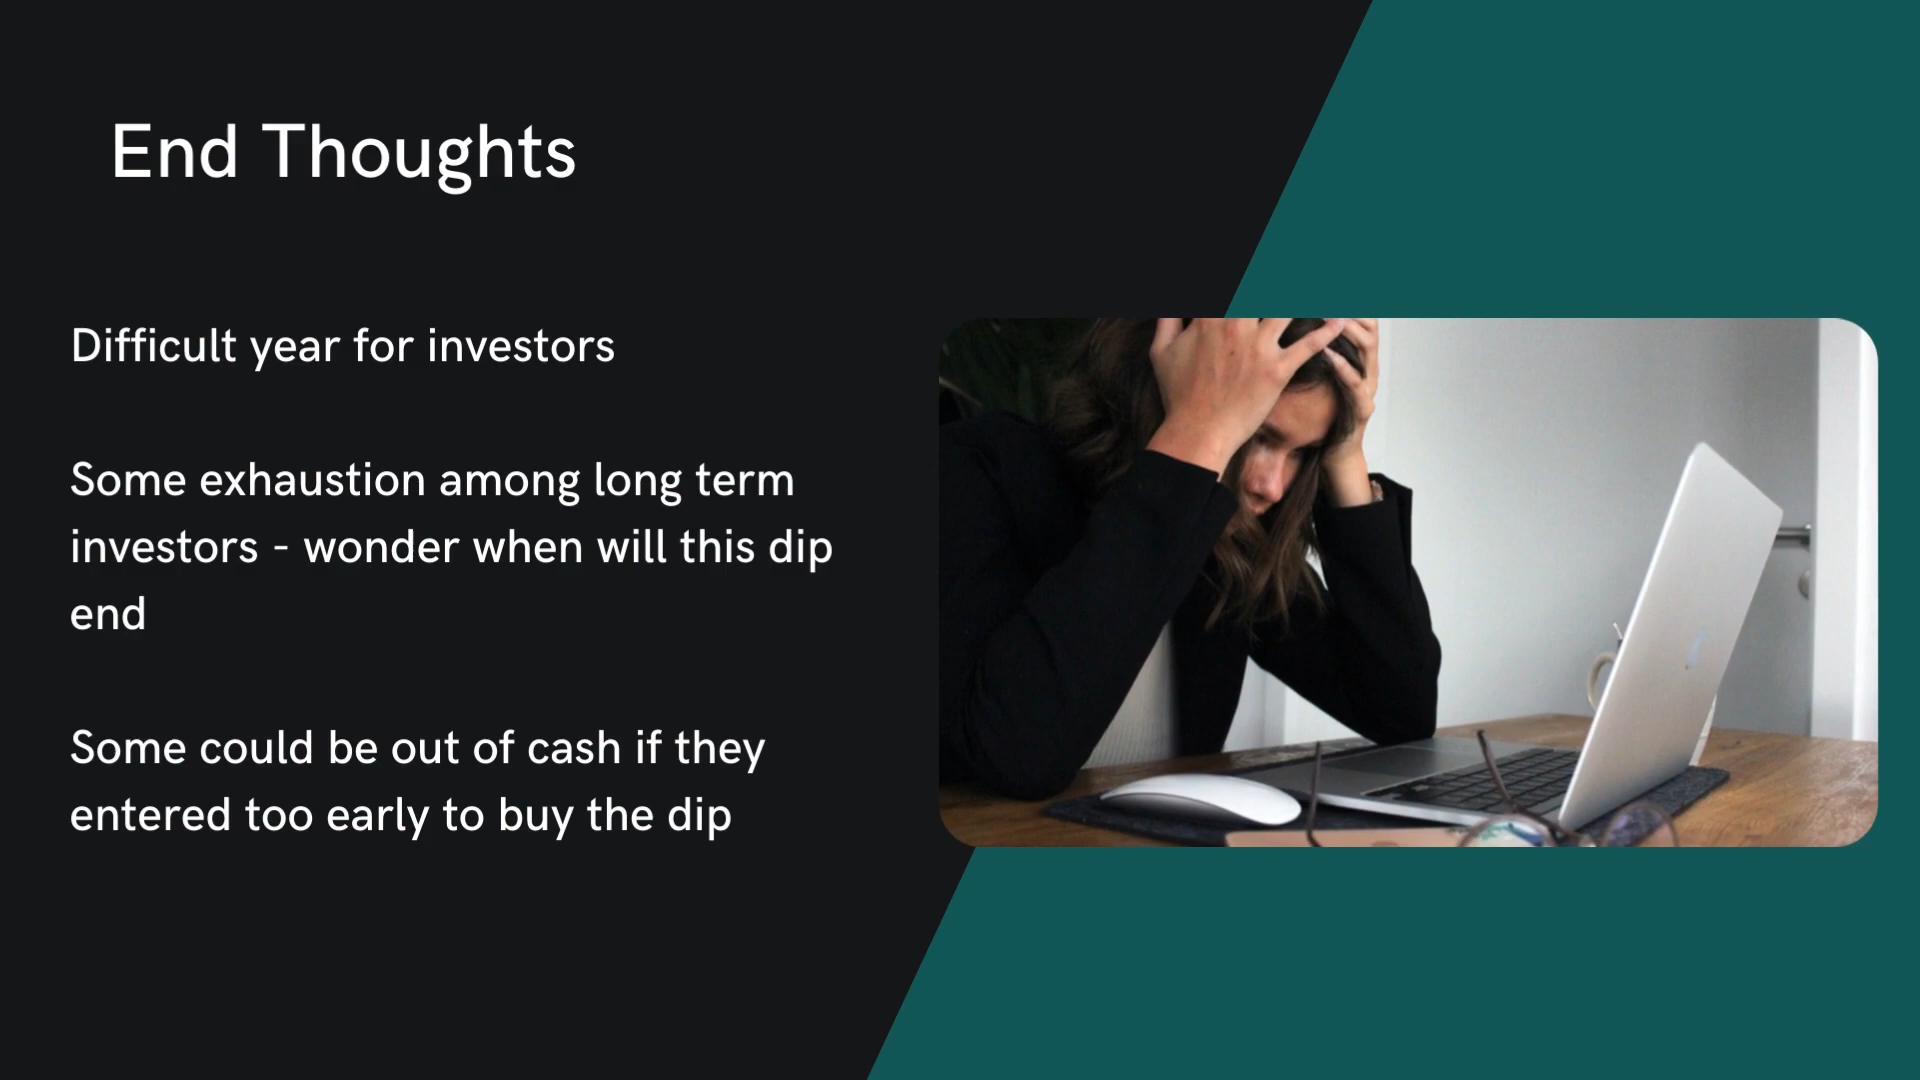 End Thoughts
Difficult year for investors
Some exhaustion among long term
investors - wonder when will this dip
end
Some could be out of cash if they
entered too early to buy the dip